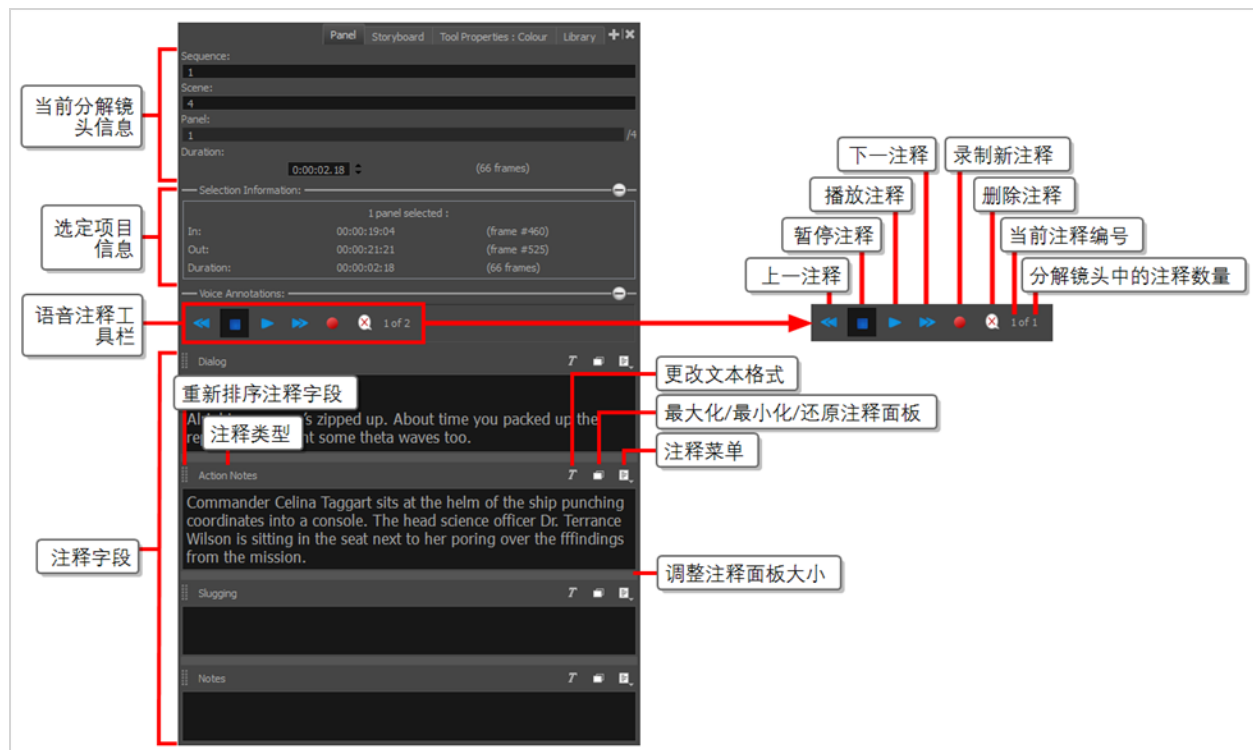 Panel
Storyboard
Tool Properties : Colour
Library
Sequence:
1
Scene:
4
Panel:
1
/4
Duration:
0:00:02.18
(66 frames)
Selection Information:
1 panel selected :
In:
00:00:19:04
(frame #460)
Out:
00:00:21:21
(frame #525)
Duration:
00:00:02:18
(66 frames)
Voice Annotations:
1 of 2
Dialog
's zipped up. About time you packed up the
some theta waves too.
Action Notes
Commander Celina Taggart sits at the helm of the ship punching
coordinates into a console. The head science officer Dr. Terrance
Wilson is sitting in the seat next to her poring over the fffindings
from the mission.
Slugging
Notes
当前分解镜
头信息
选定项目
信息
语音注释工
具栏
重新排序注释字段
注释类型
注释字段
更改文本格式
最大化/最小化/还原注释面板
注释菜单
调整注释面板大小
下一注释
录制新注释
播放注释
删除注释
暂停注释
当前注释编号
上一注释
分解镜头中的注释数量
1 of 1